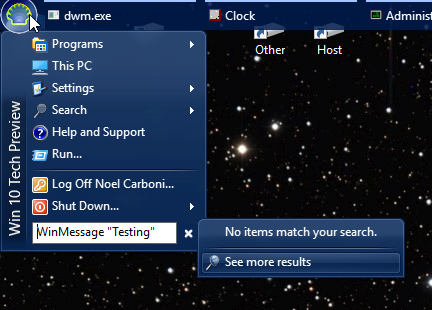 dwm.exe
Clock
Administ
Other
Host
Programs
This PC
Settings
Search
Help and Support
Run...
Log Off Noel Carboni...
Shut Down...
Win 10 Tech Preview
WinMessage "Testing"
No items match your search.
See more results